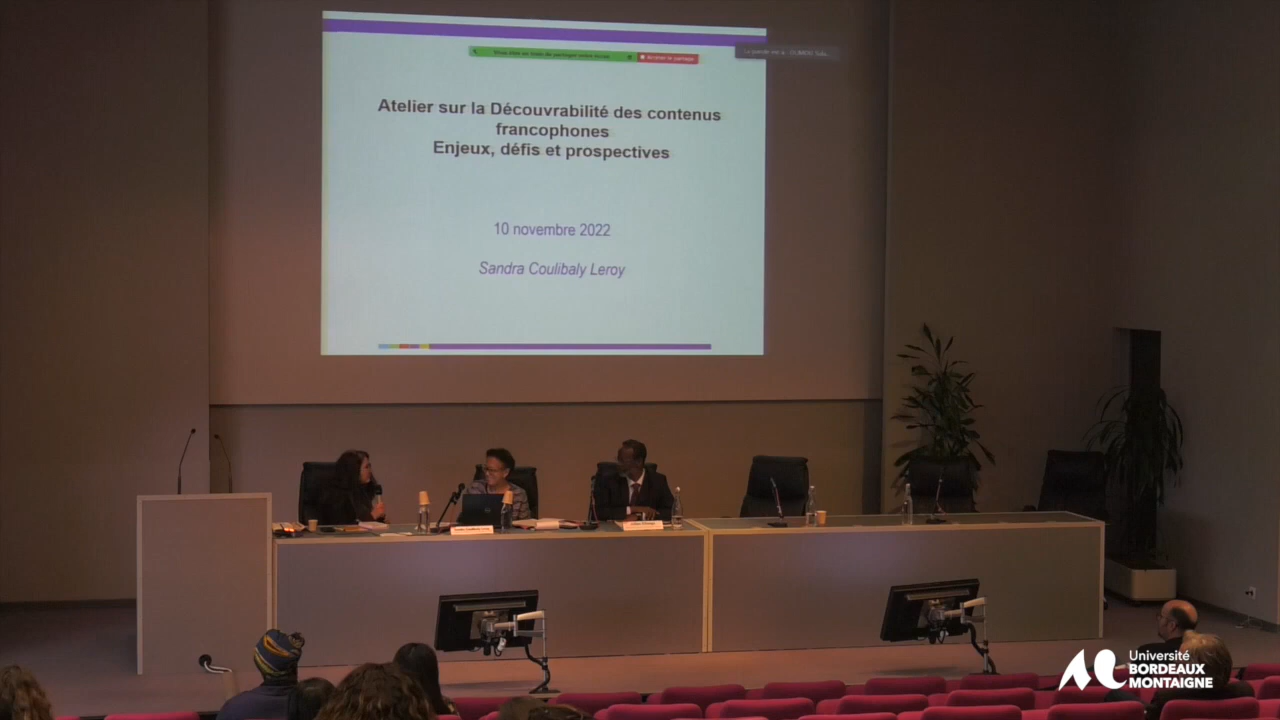 Atelier sur la Découvrabilité des contenus
francophones
Enjeux, défis et prospectives
10 novembre 2022
Sandra Coulibaly Leroy
Université
BORDEAUX
MONTAIGNE